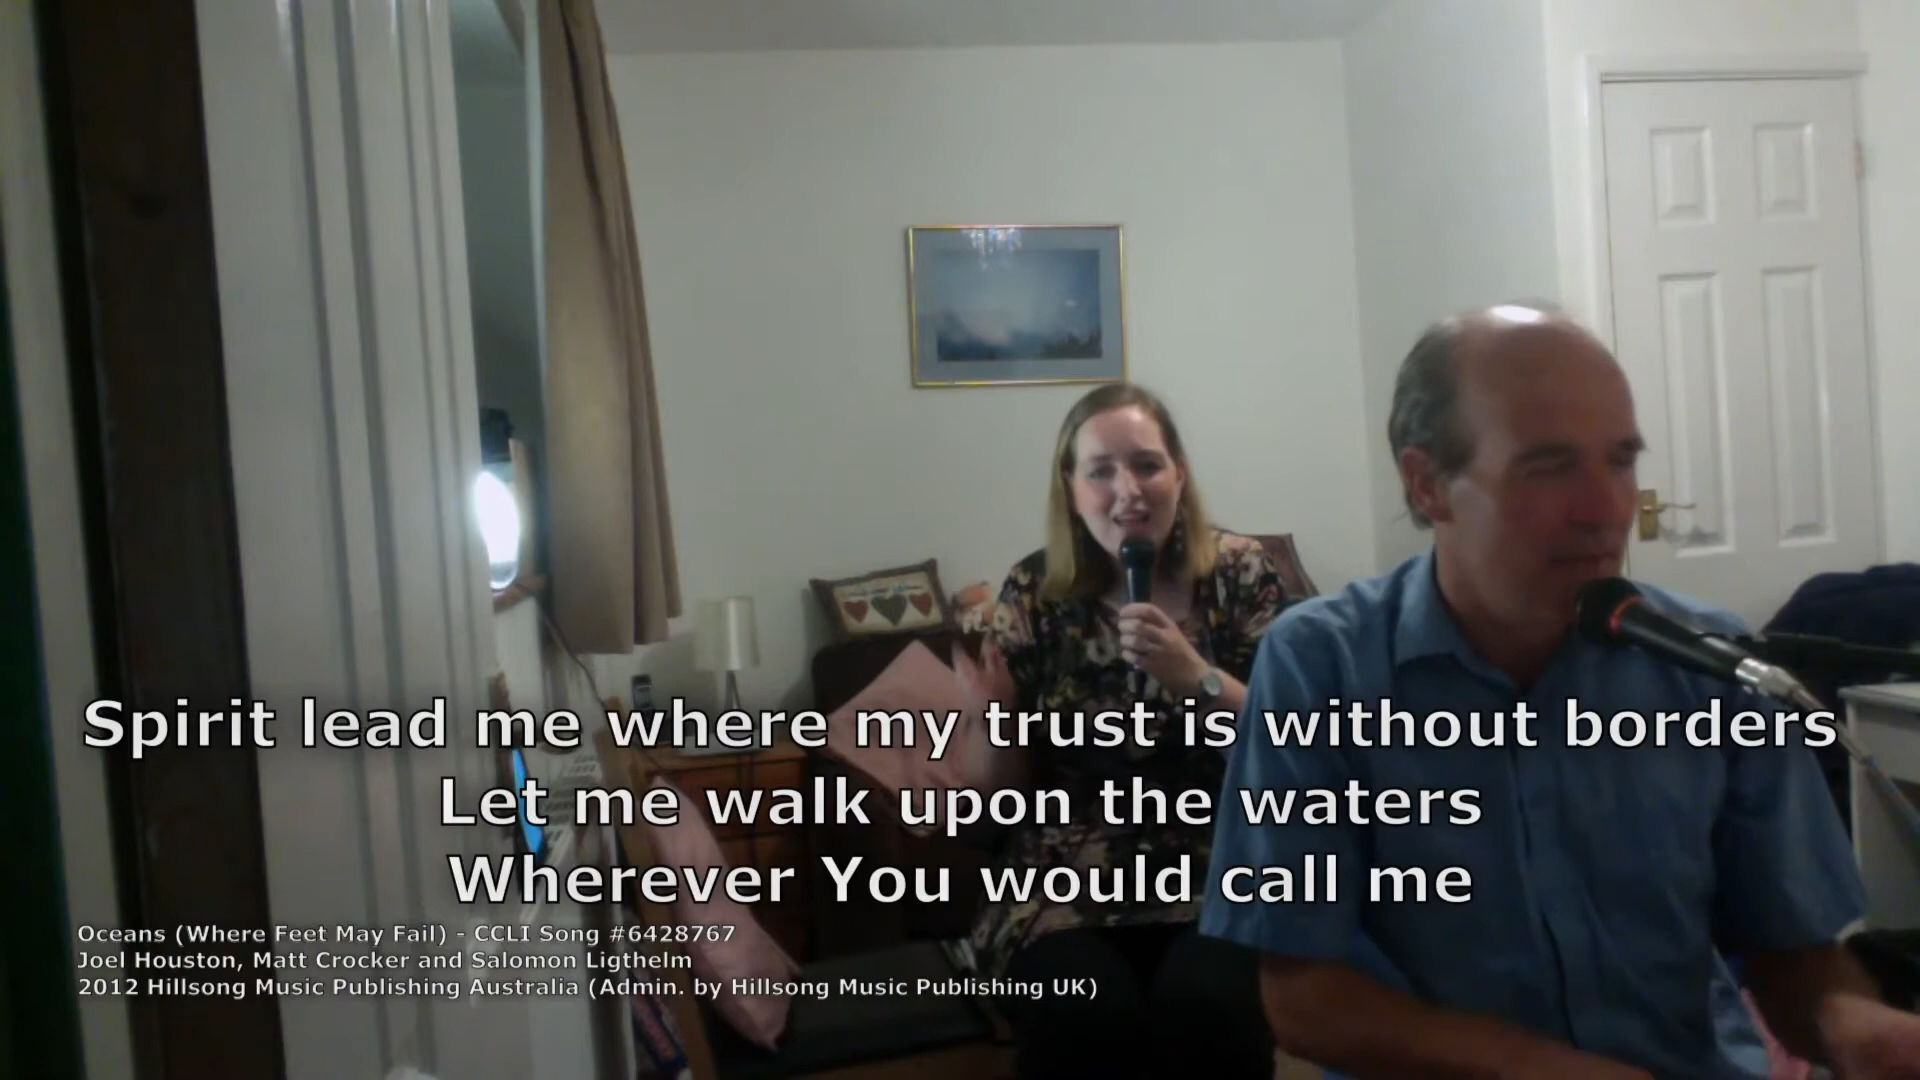 Spirit lead me where my trust is without borders
Let me walk upon the waters
Wherever You would call me
Oceans (Where Feet May Fail) - CCLI Song #6428767
Joel Houston, Matt Crocker and Salomon Ligthelm
2012 Hillsong Music Publishing Australia (Admin. by Hillsong Music Publishing UK)